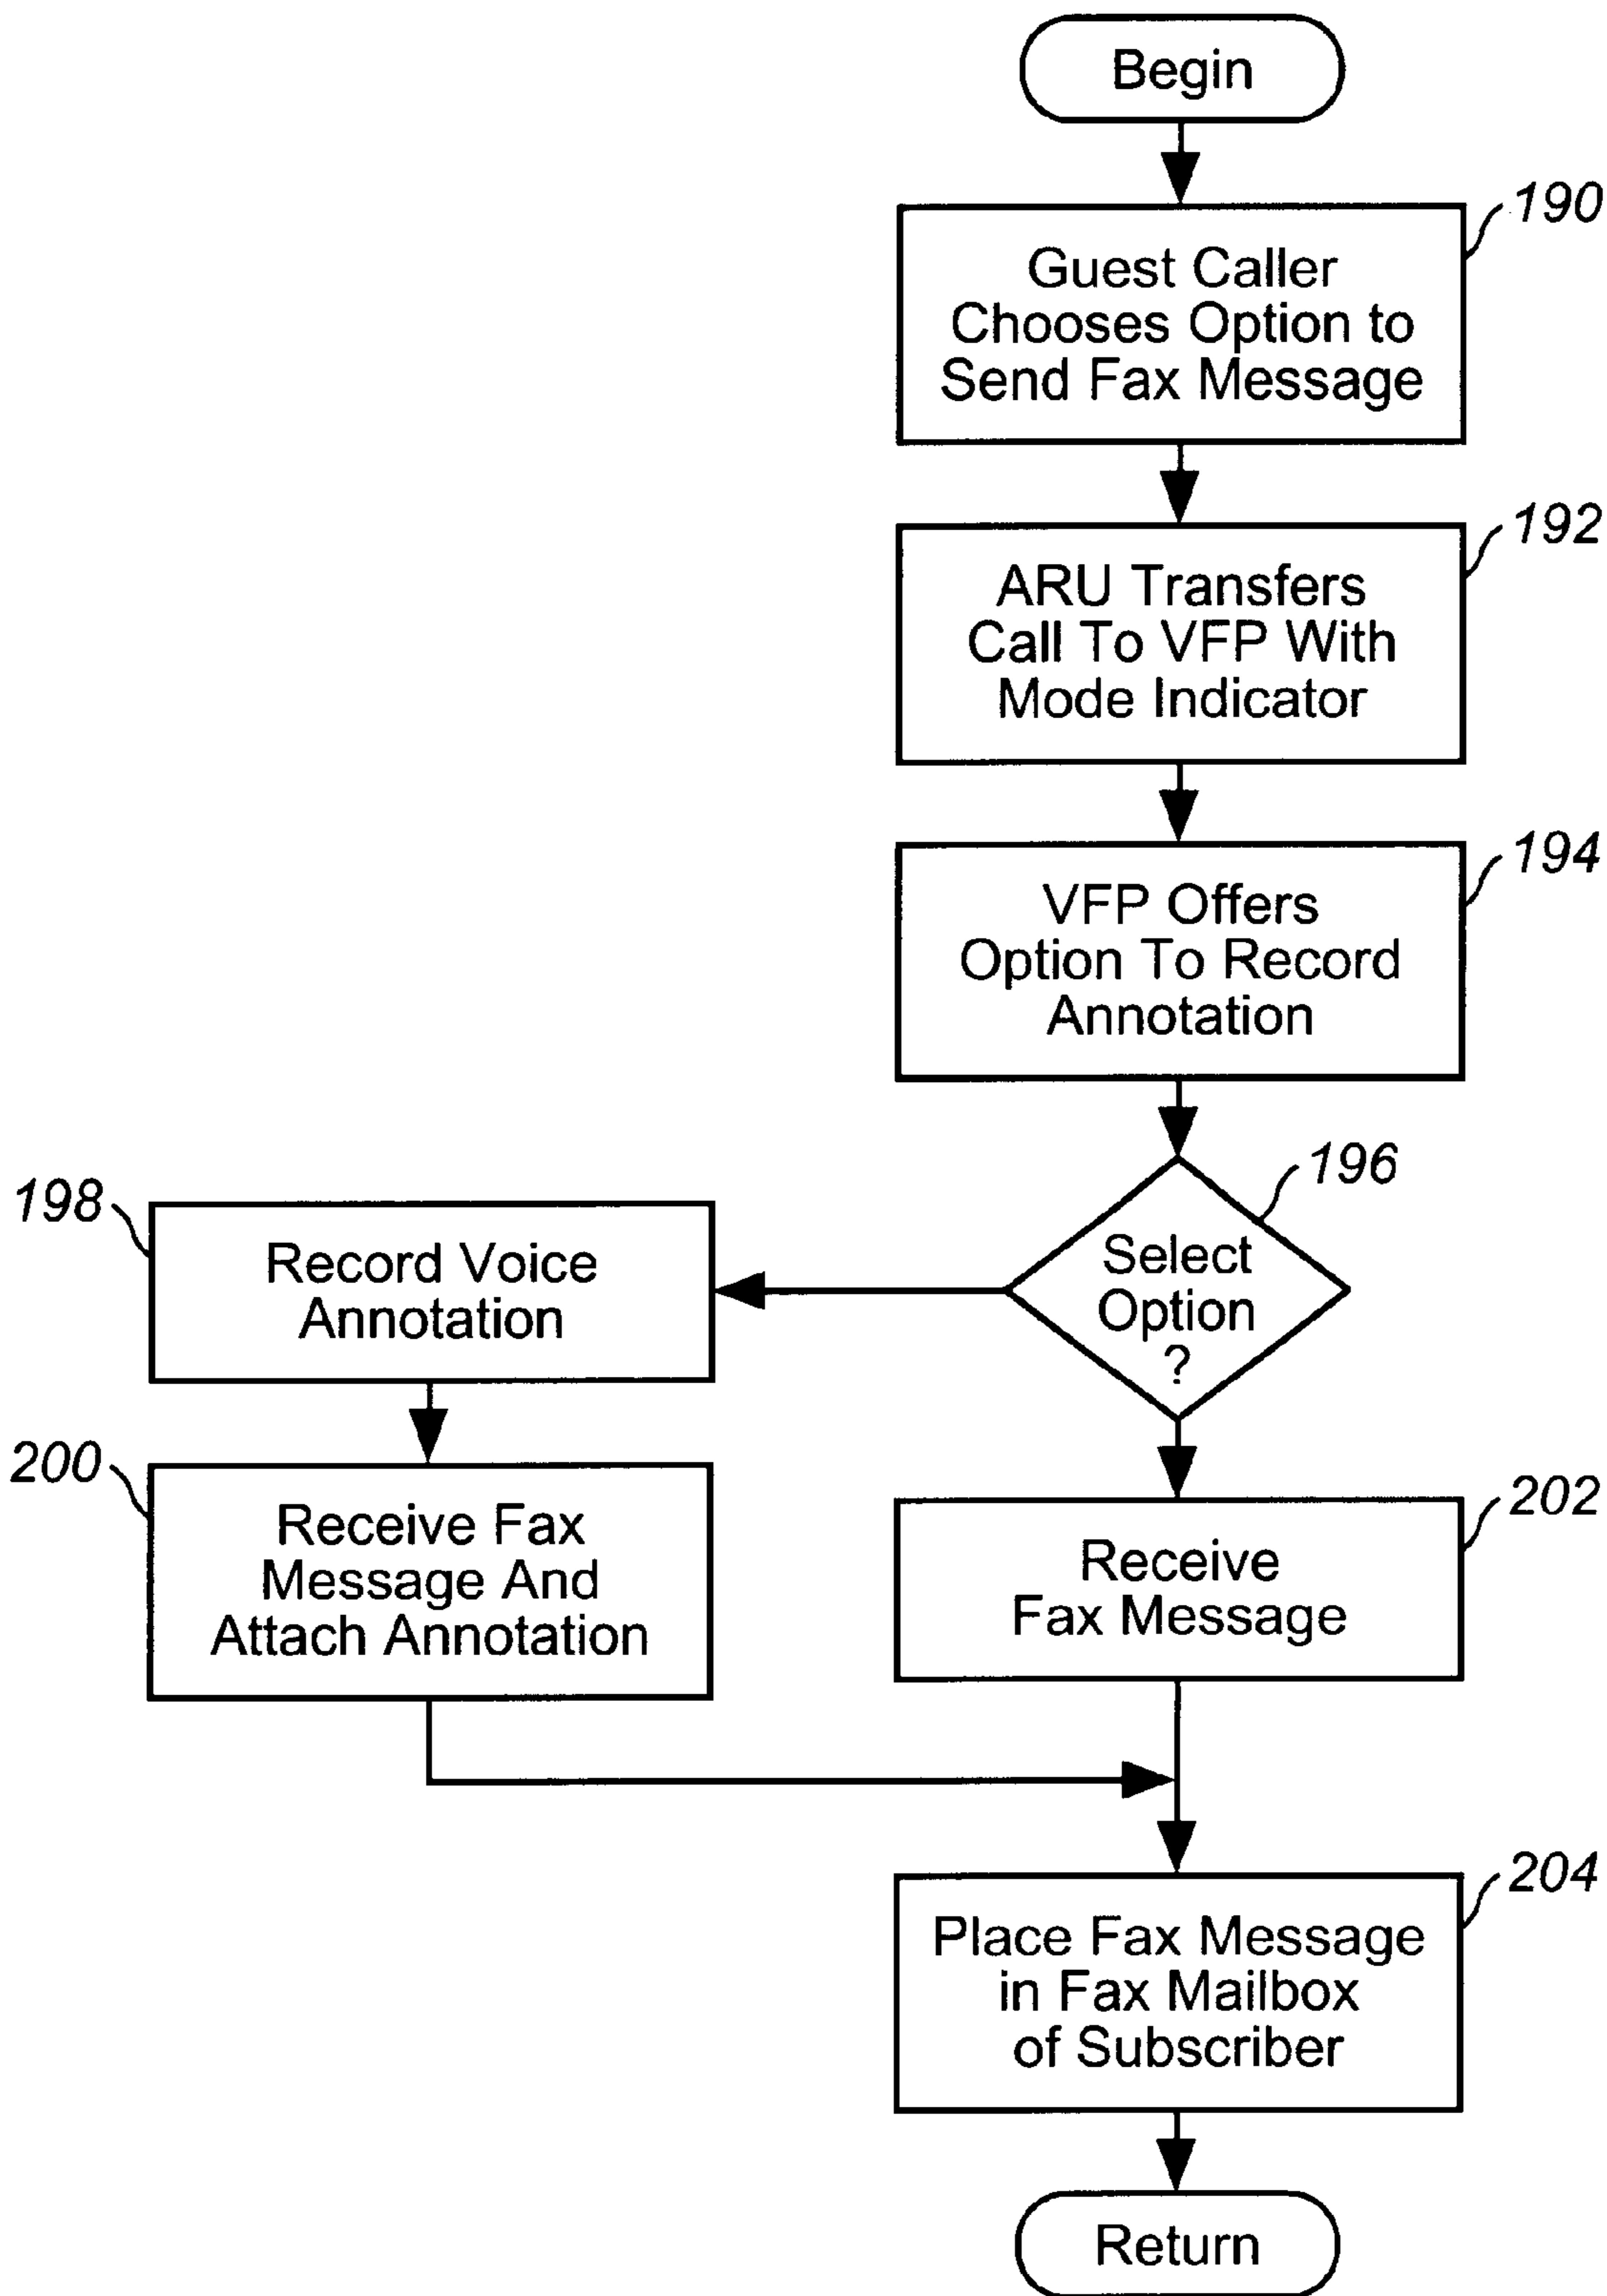 Begin
190
Guest Caller
Chooses Option to
Send Fax Message
192
ARU Transfers
Call To VFP With
Mode Indicator
194
VFP Offers
Option To Record
Annotation
196
Select
Option
?
198
Record Voice
Annotation
200
Receive Fax
Message And
Attach Annotation
202
Receive
Fax Message
204
Place Fax Message
in Fax Mailbox
of Subscriber
Return